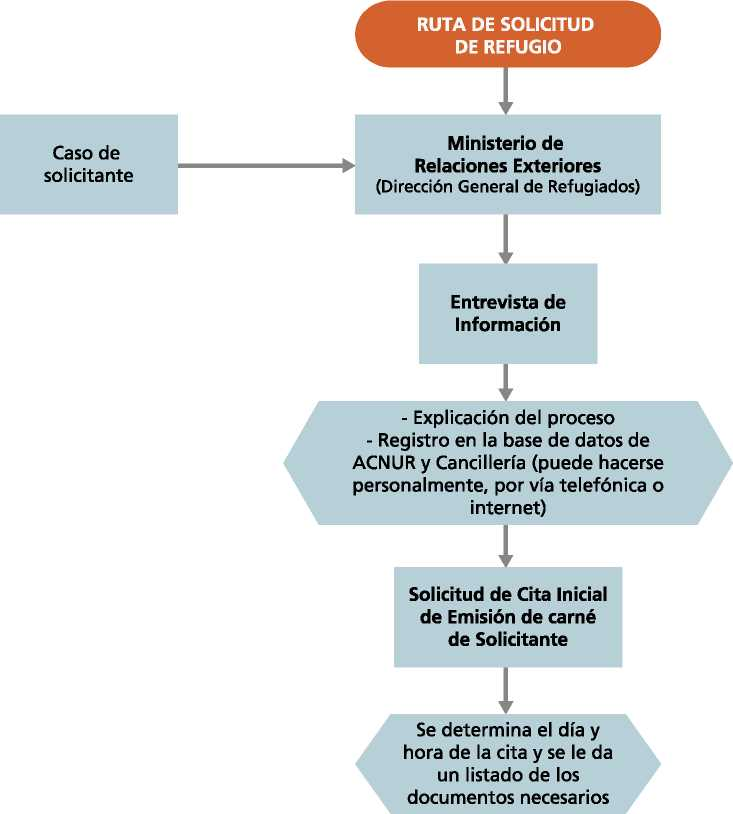 RUTA DE SOLICITUD
DE REFUGIO
Caso de
solicitante
Ministerio de
Relaciones Exteriores
(Dirección General de Refugiados)
Entrevista de
Información
- Explicación del proceso
- Registro en la base de datos de
ACNUR y Cancillería (puede hacerse
personalmente, por vía telefónica o
internet)
Solicitud de Cita Inicial
de Emisión de carné
de Solicitante
Se determina el día y
hora de la cita y se le da
un listado de los
documentos necesarios